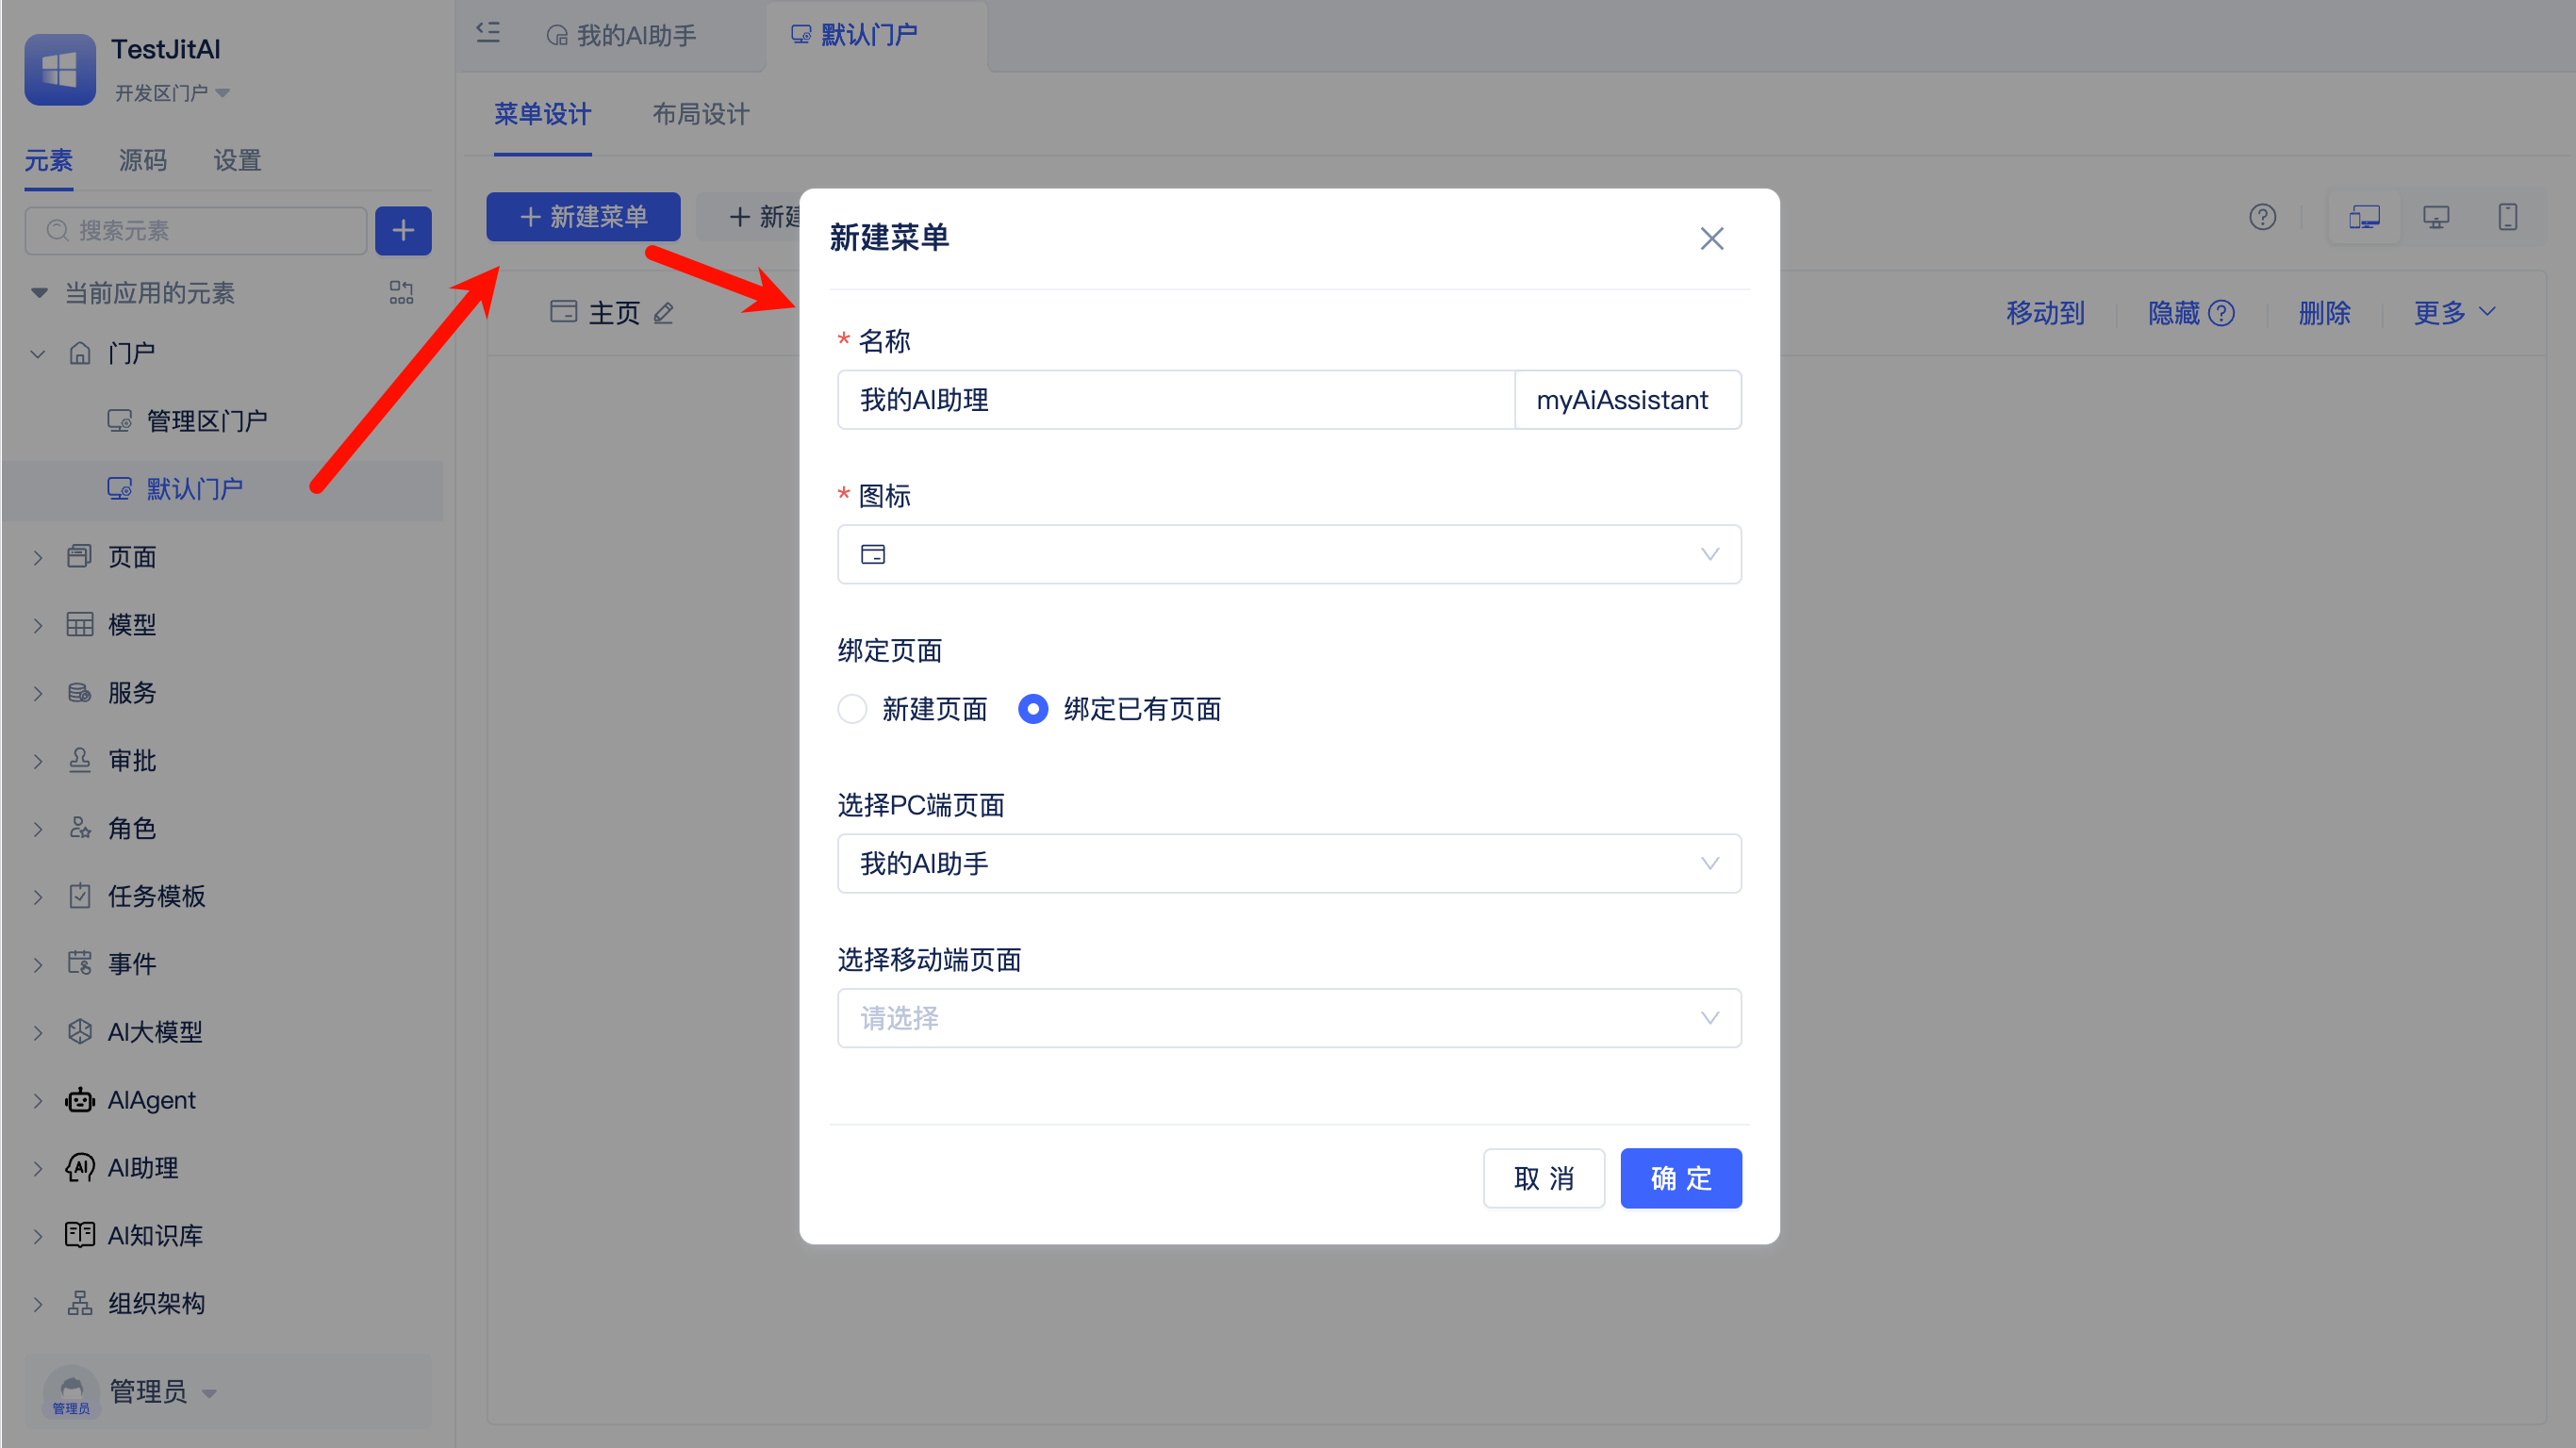 TestJitAI
开发区门户
元素 源码 设置
搜索元素
当前应用的元素
门户
管理区门户
默认门户
页面
模型
服务
审批
角色
任务模板
事件
AI大模型
AIAgent
AI助理
AI知识库
组织架构
管理员
管理员
我的AI助手 默认门户
菜单设计 布局设计
新建菜单 新建
主页
移动到 隐藏 删除 更多
新建菜单
* 名称
我的AI助理 myAiAssistant
* 图标
绑定页面
新建页面 绑定已有页面
选择PC端页面
我的AI助手
选择移动端页面
请选择
取 消 确 定